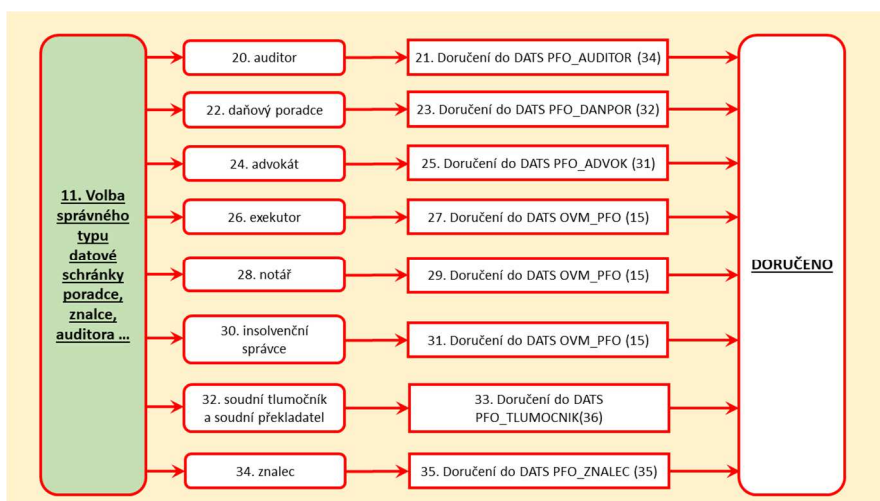 11. Volba
správného
typu
datové
schránky
poradce,
znalce,
auditora ...
20. auditor
21. Doručení do DATS PFO_AUDITOR (34)
22. daňový poradce
23. Doručení do DATS PFO_DANPOR (32)
24. advokát
25. Doručení do DATS PFO_ADVOK (31)
26. exekutor
27. Doručení do DATS OVM_PFO (15)
28. notář
29. Doručení do DATS OVM_PFO (15)
30. insolvenční
správce
31. Doručení do DATS OVM_PFO (15)
32. soudní tlumočník
a soudní překladatel
33. Doručení do DATS
PFO_TLUMOCNIK(36)
34. znalec
35. Doručení do DATS PFO_ZNALEC (35)
DORUČENO